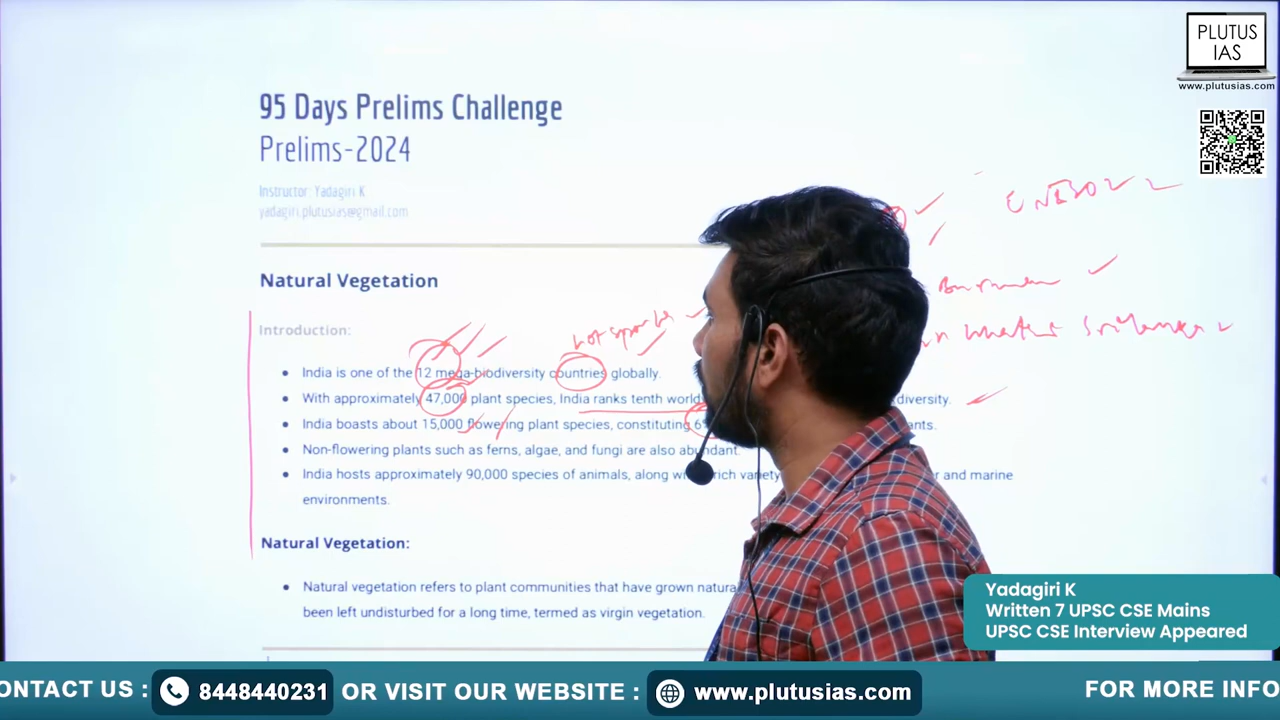 PLUTUS
IAS
www.plutusias.com
95 Days Prelims Challenge
Prelims-2024
Instructor: Yadagiri K
yadagiri.plutusias@gmail.com
Natural Vegetation
Introduction:
India is one of the 12 mega-biodiversity countries globally.
With approximately 47,000 plant species, India ranks tenth world diversity.
India boasts about 15,000 flowering plant species, constituting 6
Non-flowering plants such as ferns, algae, and fungi are also abundant.
India hosts approximately 90,000 species of animals, along rich variety and marine
environments.
Natural Vegetation:
Natural vegetation refers to plant communities that have grown
been left undisturbed for a long time, termed as virgin vegetation.
Yadagiri K
Written 7 UPSC CSE Mains
UPSC CSE Interview Appeared
ONTACT US : 8448440231 OR VISIT OUR WEBSITE : www.plutusias.com FOR MORE INFO